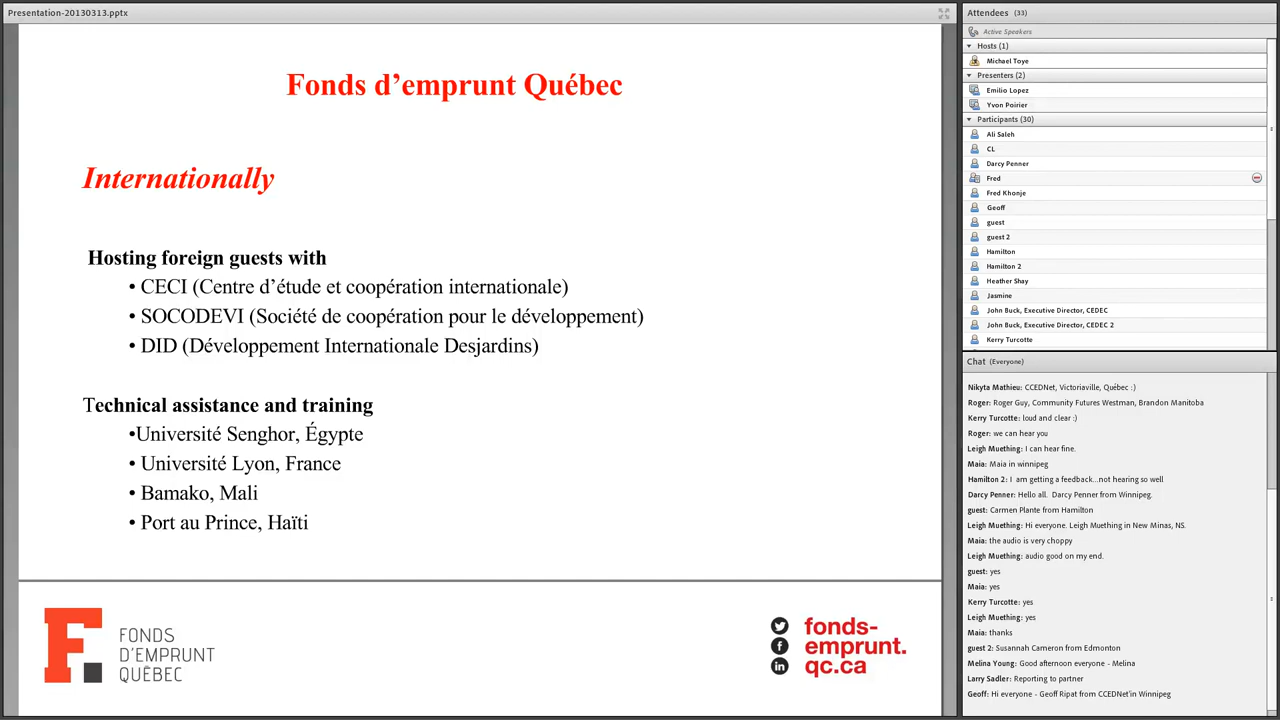 Presentation-20130313.pptx
Fonds d’emprunt Québec
Internationally
Hosting foreign guests with
• CECI (Centre d’étude et coopération internationale)
• SOCODEVI (Société de coopération pour le développement)
• DID (Développement Internationale Desjardins)
Technical assistance and training
•Université Senghor, Égypte
• Université Lyon, France
• Bamako, Mali
• Port au Prince, Haïti
FONDS
D'EMPRUNT
QUÉBEC
fonds-
emprunt.
qc.ca
Attendees (33)
Active Speakers
Hosts (1)
Michael Toye
Presenters (2)
Emilio Lopez
Yvon Poirier
Participants (30)
Ali Saleh
CL
Darcy Penner
Fred
Fred Khonje
Geoff
guest
guest 2
Hamilton
Hamilton 2
Heather Shay
Jasmine
John Buck, Executive Director, CEDEC
John Buck, Executive Director, CEDEC 2
Kerry Turcotte
Chat (Everyone)
Nikyta Mathieu: CCEDNet, Victoriaville, Québec :)
Roger: Roger Guy, Community Futures Westman, Brandon Manitoba
Kerry Turcotte: loud and clear :)
Roger: we can hear you
Leigh Muething: I can hear fine.
Maia: Maia in winnipeg
Hamilton 2: I am getting a feedback...not hearing so well
Darcy Penner: Hello all. Darcy Penner from Winnipeg.
guest: Carmen Plante from Hamilton
Leigh Muething: Hi everyone. Leigh Muething in New Minas, NS.
Maia: the audio is very choppy
Leigh Muething: audio good on my end.
guest: yes
Maia: yes
Kerry Turcotte: yes
Leigh Muething: yes
Maia: thanks
guest 2: Susannah Cameron from Edmonton
Melina Young: Good afternoon everyone - Melina
Larry Sadler: Reporting to partner
Geoff: Hi everyone - Geoff Ripat from CCEDNet'in Winnipeg